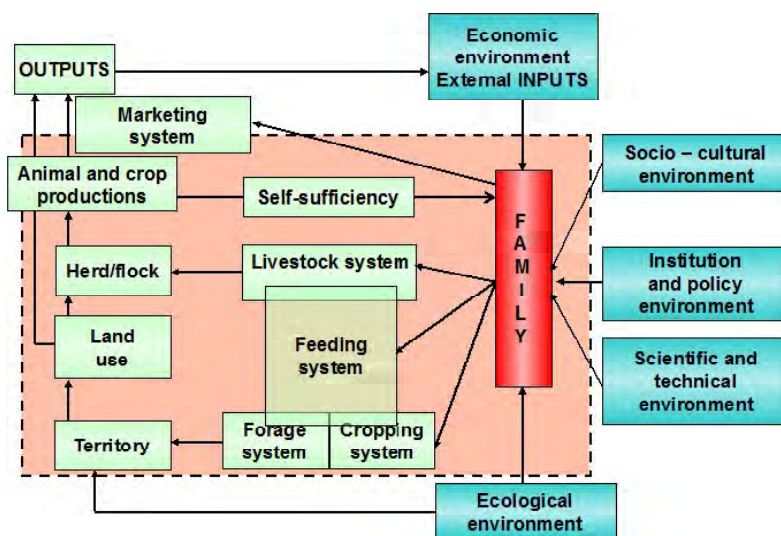 OUTPUTS
Economic
environment
External INPUTS
Marketing
system
Animal and crop
productions
Self-sufficiency
Socio – cultural
environment
Herd/flock
Livestock system
FAMILY
Institution
and policy
environment
Land
use
Feeding
system
Scientific and
technical
environment
Territory
Forage
system
Cropping
system
Ecological
environment